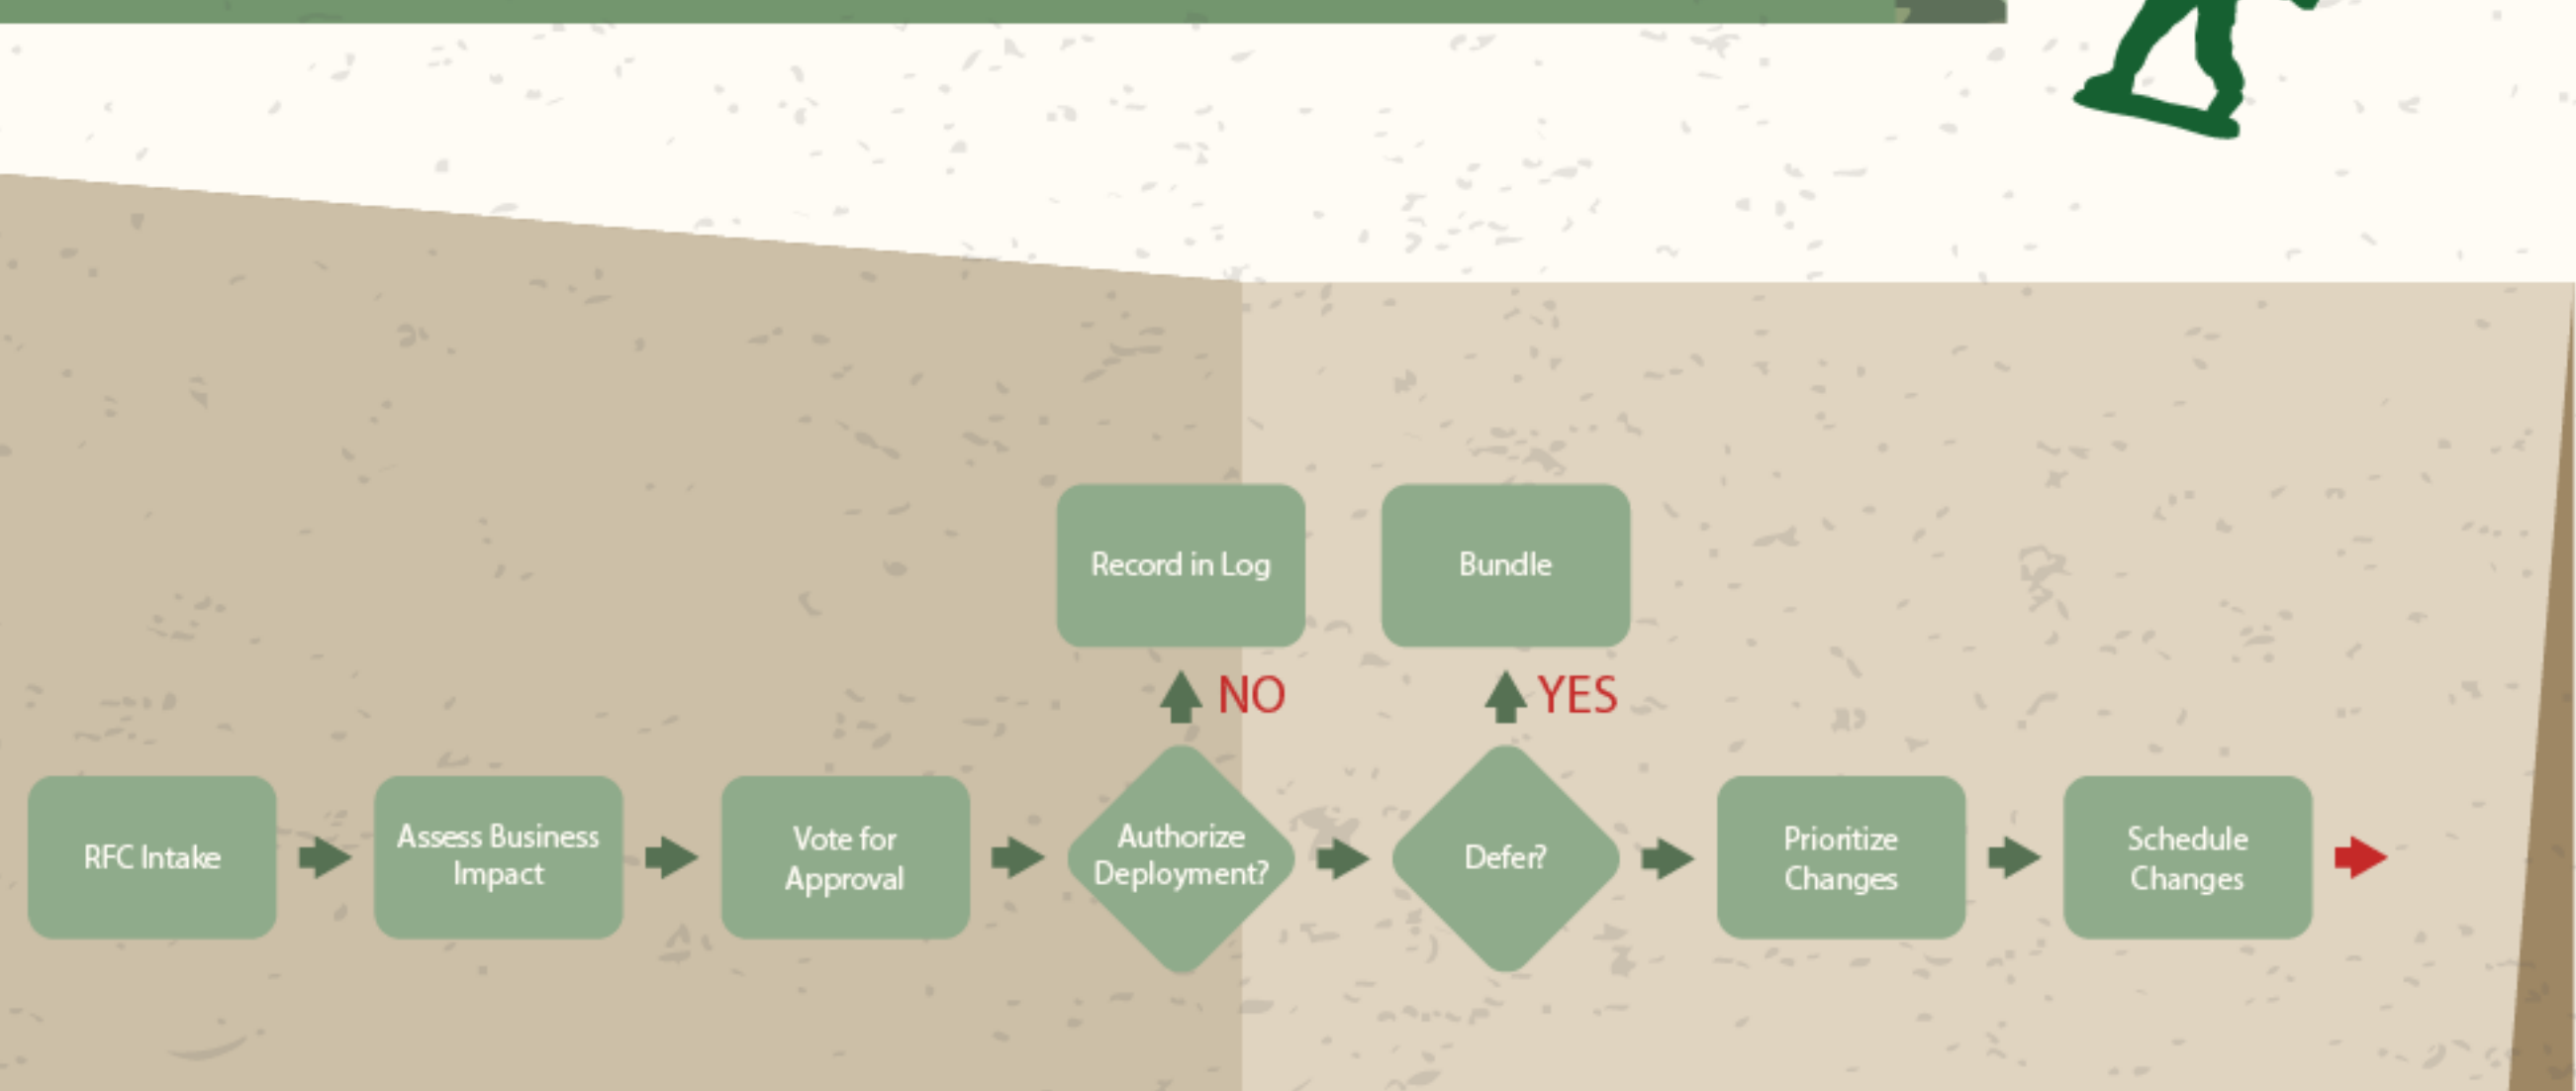 Record in Log
Bundle
NO
YES
RFC Intake
Assess Business
Impact
Vote for
Approval
Authorize
Deployment?
Defer?
Prioritize
Changes
Schedule
Changes